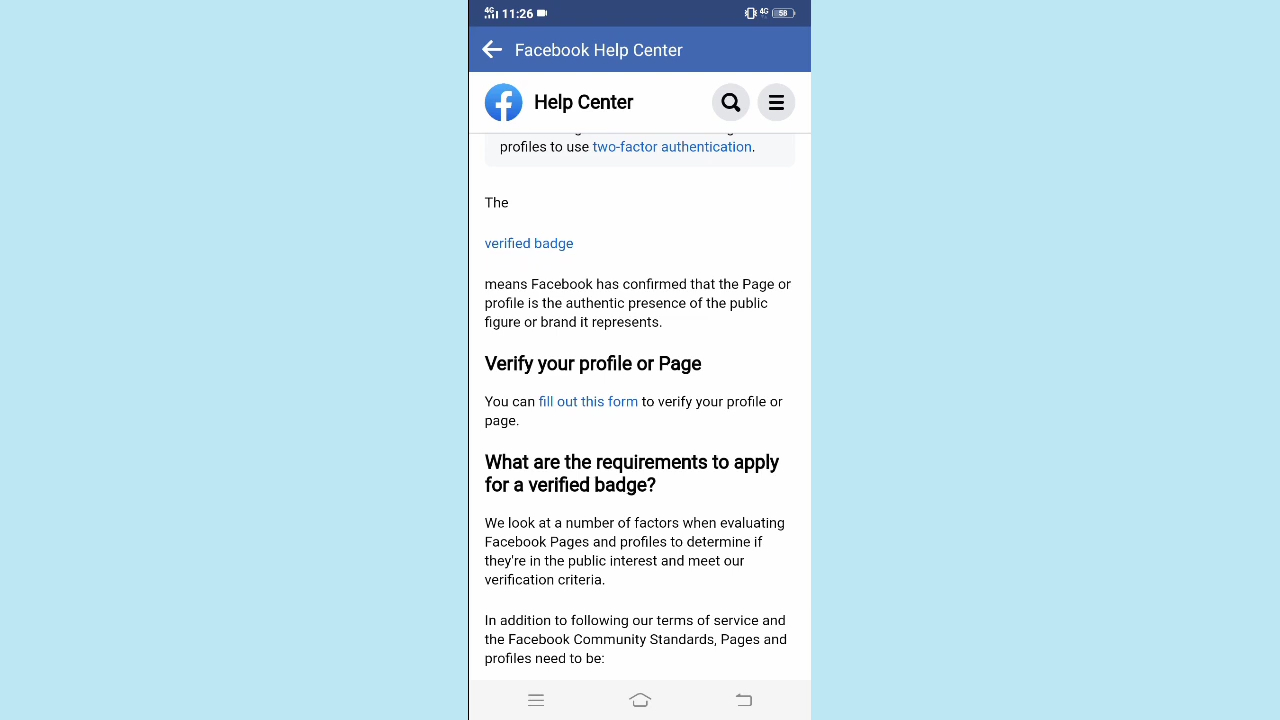 4G 11:26 4G 58
Facebook Help Center
Help Center
profiles to use two-factor authentication.
The
verified badge
means Facebook has confirmed that the Page or
profile is the authentic presence of the public
figure or brand it represents.
Verify your profile or Page
You can fill out this form to verify your profile or
page.
What are the requirements to apply
for a verified badge?
We look at a number of factors when evaluating
Facebook Pages and profiles to determine if
they're in the public interest and meet our
verification criteria.
In addition to following our terms of service and
the Facebook Community Standards, Pages and
profiles need to be: